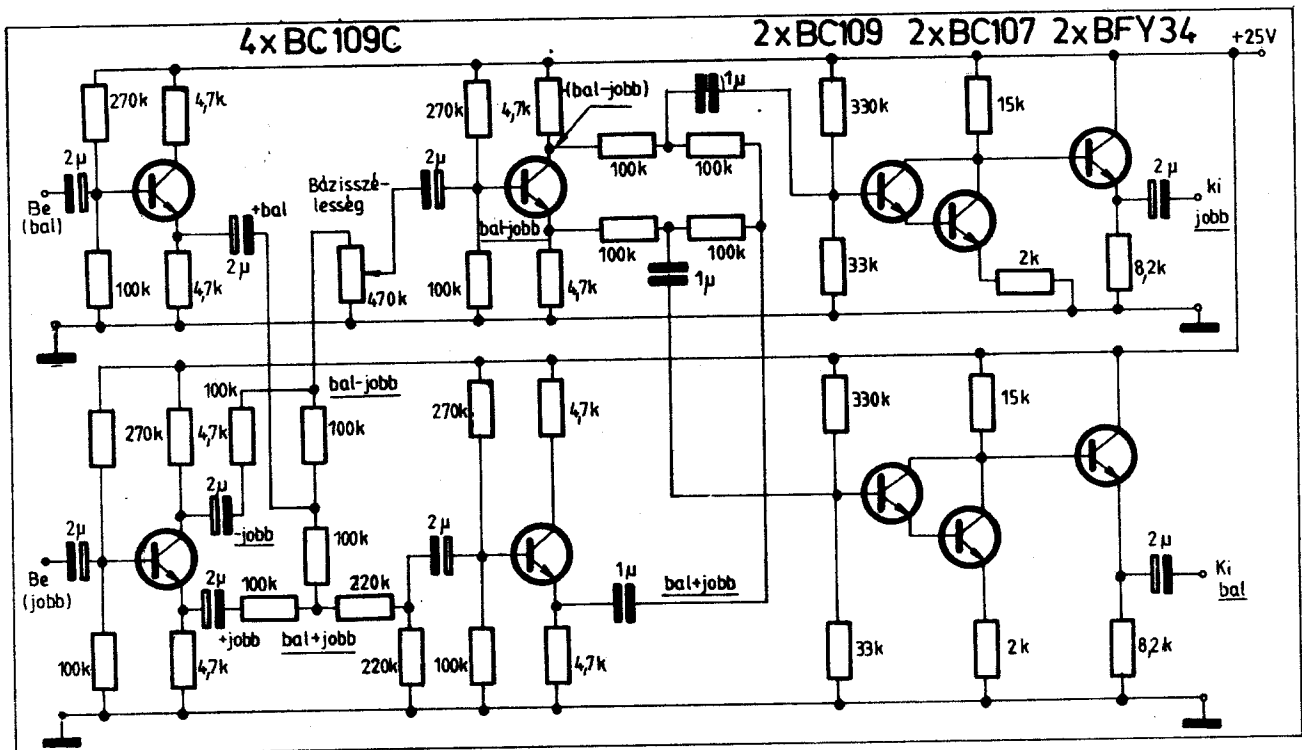 4xBC109C
2xBC109 2xBC107 2xBFY34
+25V
270k
4,7k
270k
4,7k
-(bal-jobb)
1µ
330k
15k
2µ
2µ
100k
100k
Be
(bal)
+bal
Bázisszé-
lesség
2µ
ki
jobb
bal-jobb
100k
100k
2µ
100k
4,7k
470k
100k
4,7k
1µ
33k
2k
8,2k
100k
bal-jobb
270k
4,7k
100k
270k
4,7k
330k
15k
2µ
-jobb
2µ
100k
2µ
2µ
Be
(jobb)
2µ
100k
220k
1µ
bal+jobb
Ki
bal
+jobb
bal+jobb
100k
4,7k
220k
100k
4,7k
33k
2k
8,2k